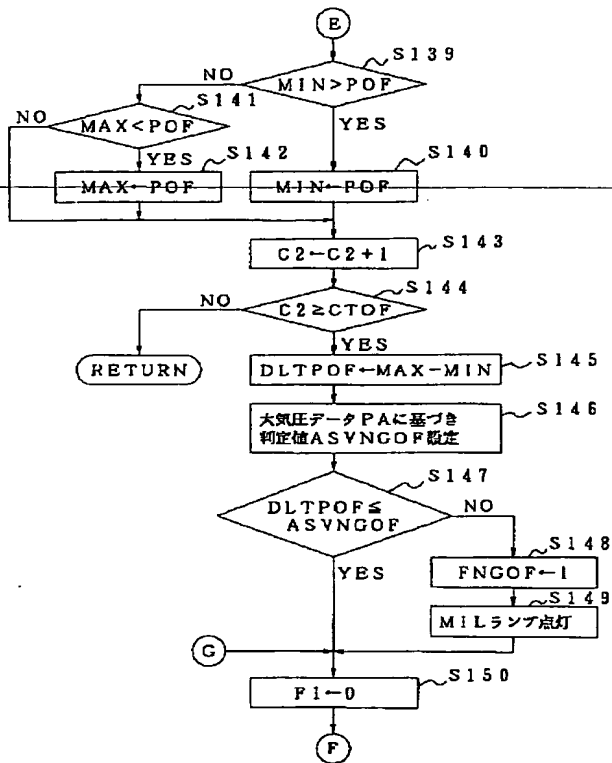 E
S139
MIN>POF
NO
YES
S141
MAX<POF
NO
YES
S142
MAX←POF
S140
MIN←POF
S143
C2←C2+1
S144
C2≥CTOF
NO
YES
RETURN
S145
DLTPOF←MAX−MIN
S146
大気圧データPAに基づき
判定値ASVNGOF設定
S147
DLTPOF≦
ASVNGOF
NO
YES
S148
FNGOF←1
S149
MILランプ点灯
G
S150
F1←0
F